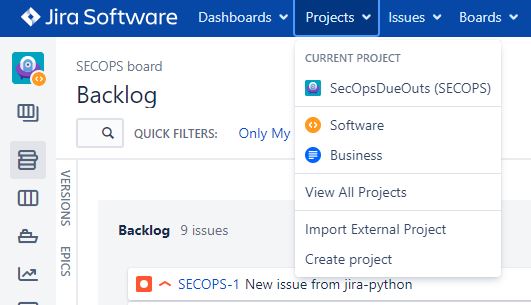 Jira Software
Dashboards
Projects
Issues
Boards
SECOPS board
Backlog
QUICK FILTERS:
Only My
CURRENT PROJECT
SecOpsDueOuts (SECOPS)
Software
Business
View All Projects
Import External Project
Create project
VERSIONS
EPICS
Backlog 9 issues
SECOPS-1 New issue from jira-python